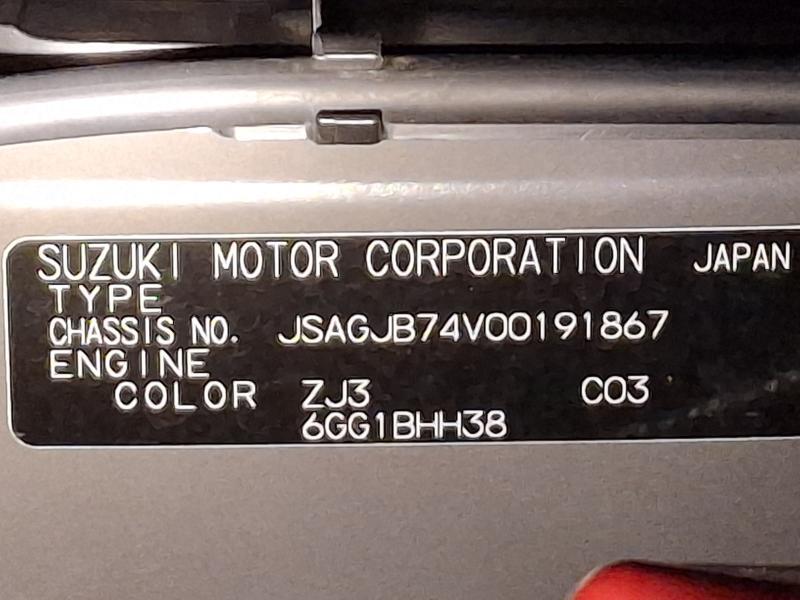 SUZUKI MOTOR CORPORATION JAPAN
TYPE
CHASSIS NO. JSAGJB74V00191867
ENGINE
COLOR ZJ3 C03
6GG1BHH38